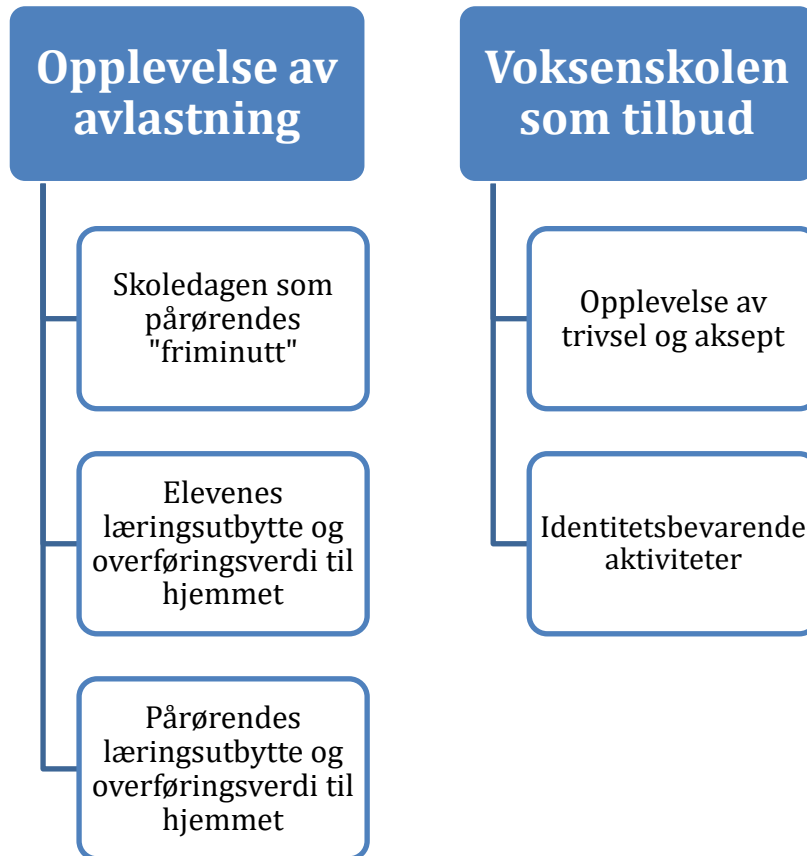 Opplevelse av
avlastning
Skoledagen som
pårørendes
"friminutt"
Elevenes
læringsutbytte og
overføringsverdi til
hjemmet
Pårørendes
læringsutbytte og
overføringsverdi til
hjemmet
Voksenskolen
som tilbud
Opplevelse av
trivsel og aksept
Identitetsbevarende
aktiviteter